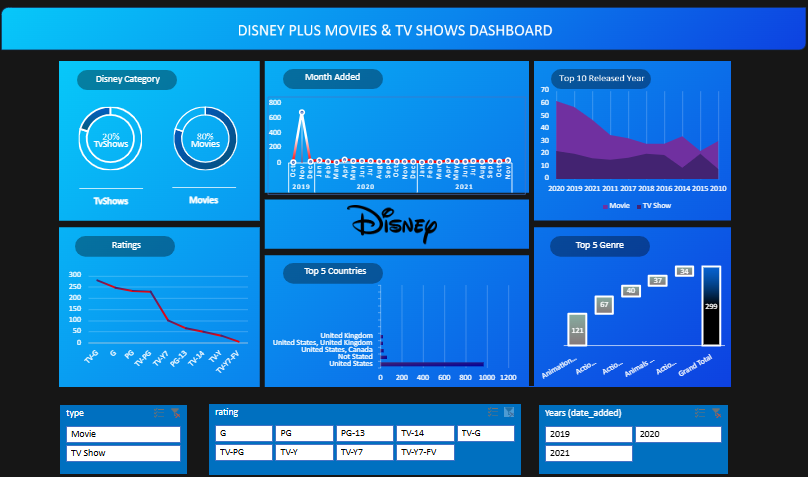 DISNEY PLUS MOVIES & TV SHOWS DASHBOARD
Disney Category
20%
TvShows
80%
Movies
TvShows
Movies
Month Added
800
600
400
200
0
Oct Nov Dec Jan Feb Mar Apr May Jun Jul Aug Sep Oct Nov Dec Jan Feb Mar Apr May Jun Jul Aug Sep Oct Nov
2019 2020 2021
Top 10 Released Year
70
60
50
40
30
20
10
0
2020 2019 2021 2011 2017 2018 2016 2014 2015 2010
Movie TV Show
Disney
Ratings
300
250
200
150
100
50
0
TV-G G PG TV-PG TV-Y7 PG-13 TV-14 TV-Y TV-Y7-FV
Top 5 Countries
United Kingdom
United States, United Kingdom
United States, Canada
Not Stated
United States
0 200 400 600 800 1000 1200
Top 5 Genre
121 67 40 37 34 299
Animation... Actio... Actio... Animals ... Actio... Grand Total
type
Movie
TV Show
rating
G PG PG-13 TV-14 TV-G
TV-PG TV-Y TV-Y7 TV-Y7-FV
Years (date_added)
2019 2020
2021